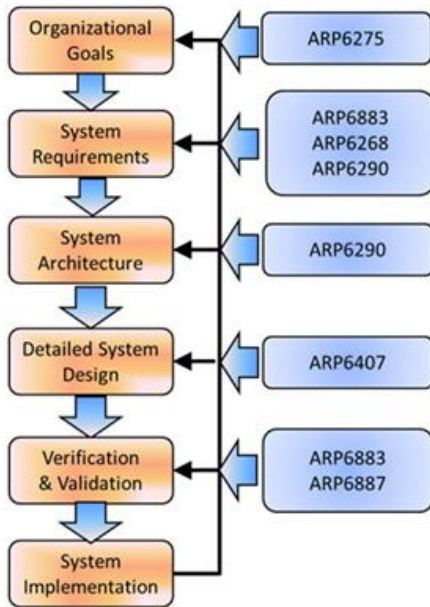 Organizational
Goals
ARP6275
System
Requirements
ARP6883
ARP6268
ARP6290
System
Architecture
ARP6290
Detailed System
Design
ARP6407
Verification
& Validation
ARP6883
ARP6887
System
Implementation